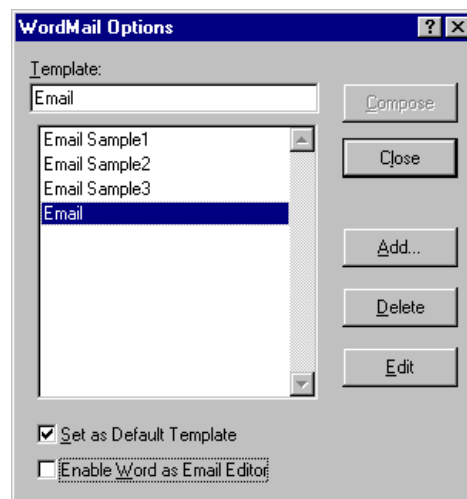 WordMail Options
Template:
Email
Compose
Email Sample1
Email Sample2
Email Sample3
Email
Close
Add...
Delete
Edit
Set as Default Template
Enable Word as Email Editor